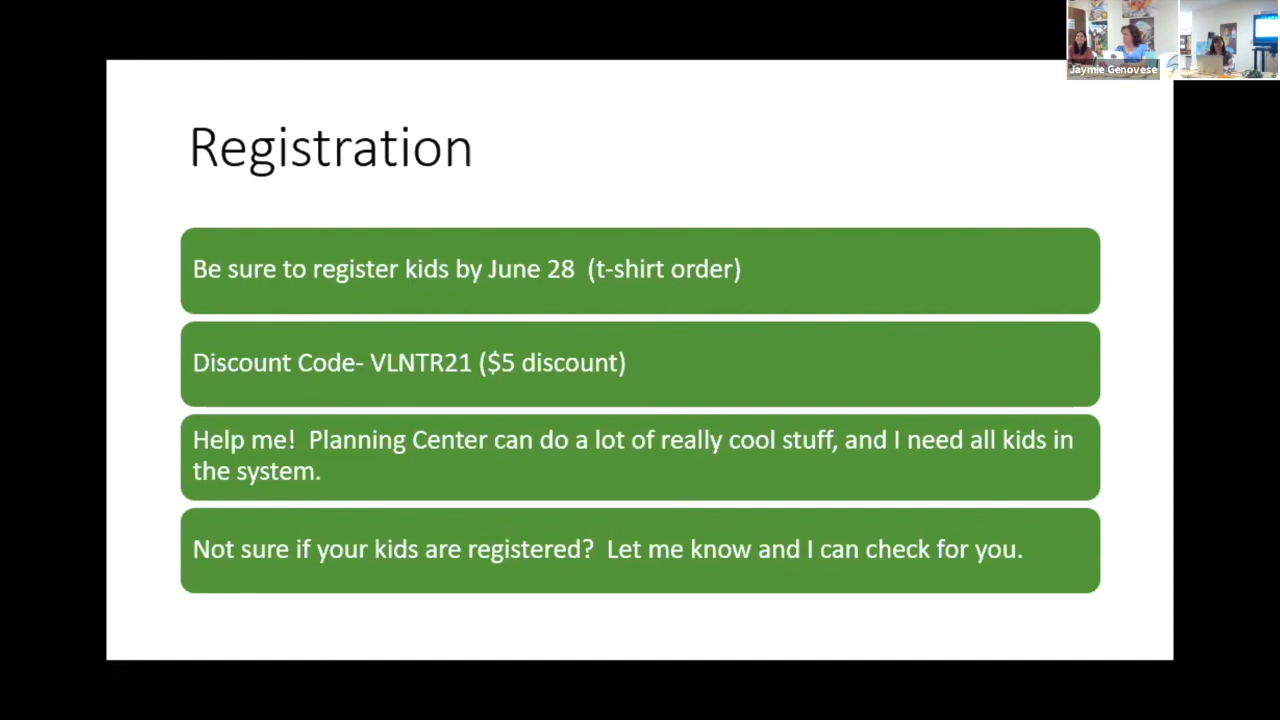 Jaymie Genovese
Registration
Be sure to register kids by June 28  (t-shirt order)
Discount Code- VLNTR21 ($5 discount)
Help me!  Planning Center can do a lot of really cool stuff, and I need all kids in
the system.
Not sure if your kids are registered?  Let me know and I can check for you.